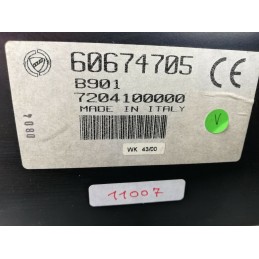 60674705
B901
7204100000
MADE IN ITALY
CE
V
0804
WK 43/00
11007